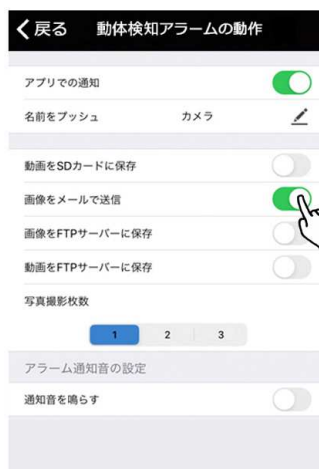 戻る 動体検知アラームの動作
アプリでの通知
名前をプッシュ カメラ
動画をSDカードに保存
画像をメールで送信
画像をFTPサーバーに保存
動画をFTPサーバーに保存
写真撮影枚数
1 2 3
アラーム通知音の設定
通知音を鳴らす